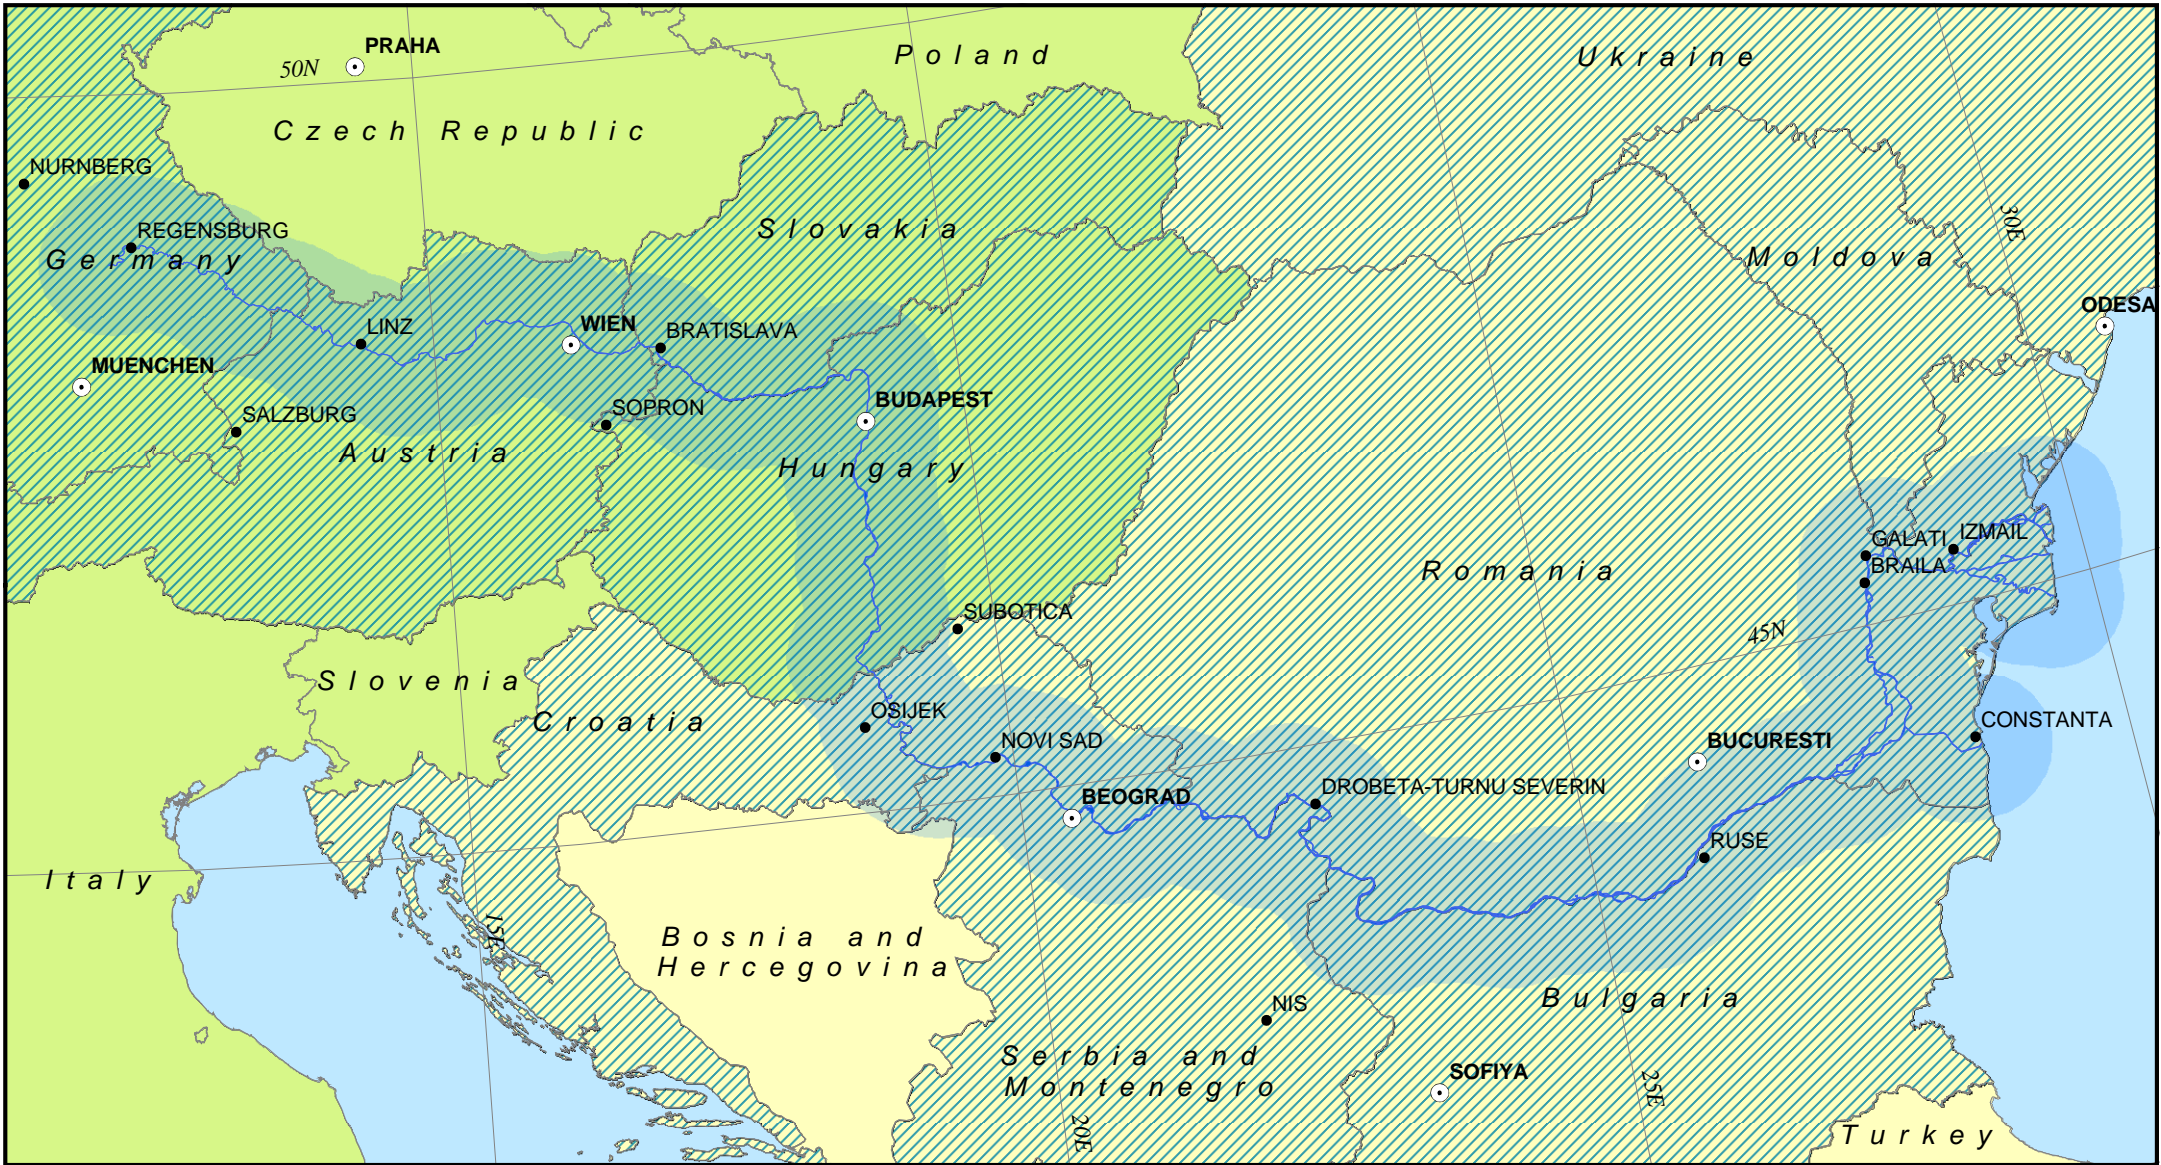 PRAHA
50N
Poland
Ukraine
Czech Republic
NURNBERG
30E
REGENSBURG
Slovakia
Germany
Moldova
ODESA
LINZ
WIEN
BRATISLAVA
MUENCHEN
BUDAPEST
SALZBURG
SOPRON
Austria
Hungary
GALATI
IZMAIL
BRAILA
Romania
SUBOTICA
45N
Slovenia
OSIJEK
Croatia
CONSTANTA
NOVI SAD
BUCURESTI
DROBETA-TURNU SEVERIN
BEOGRAD
RUSE
Italy
15E
Bosnia and
Hercegovina
Bulgaria
NIS
Serbia and
Montenegro
SOFIYA
25E
20E
Turkey